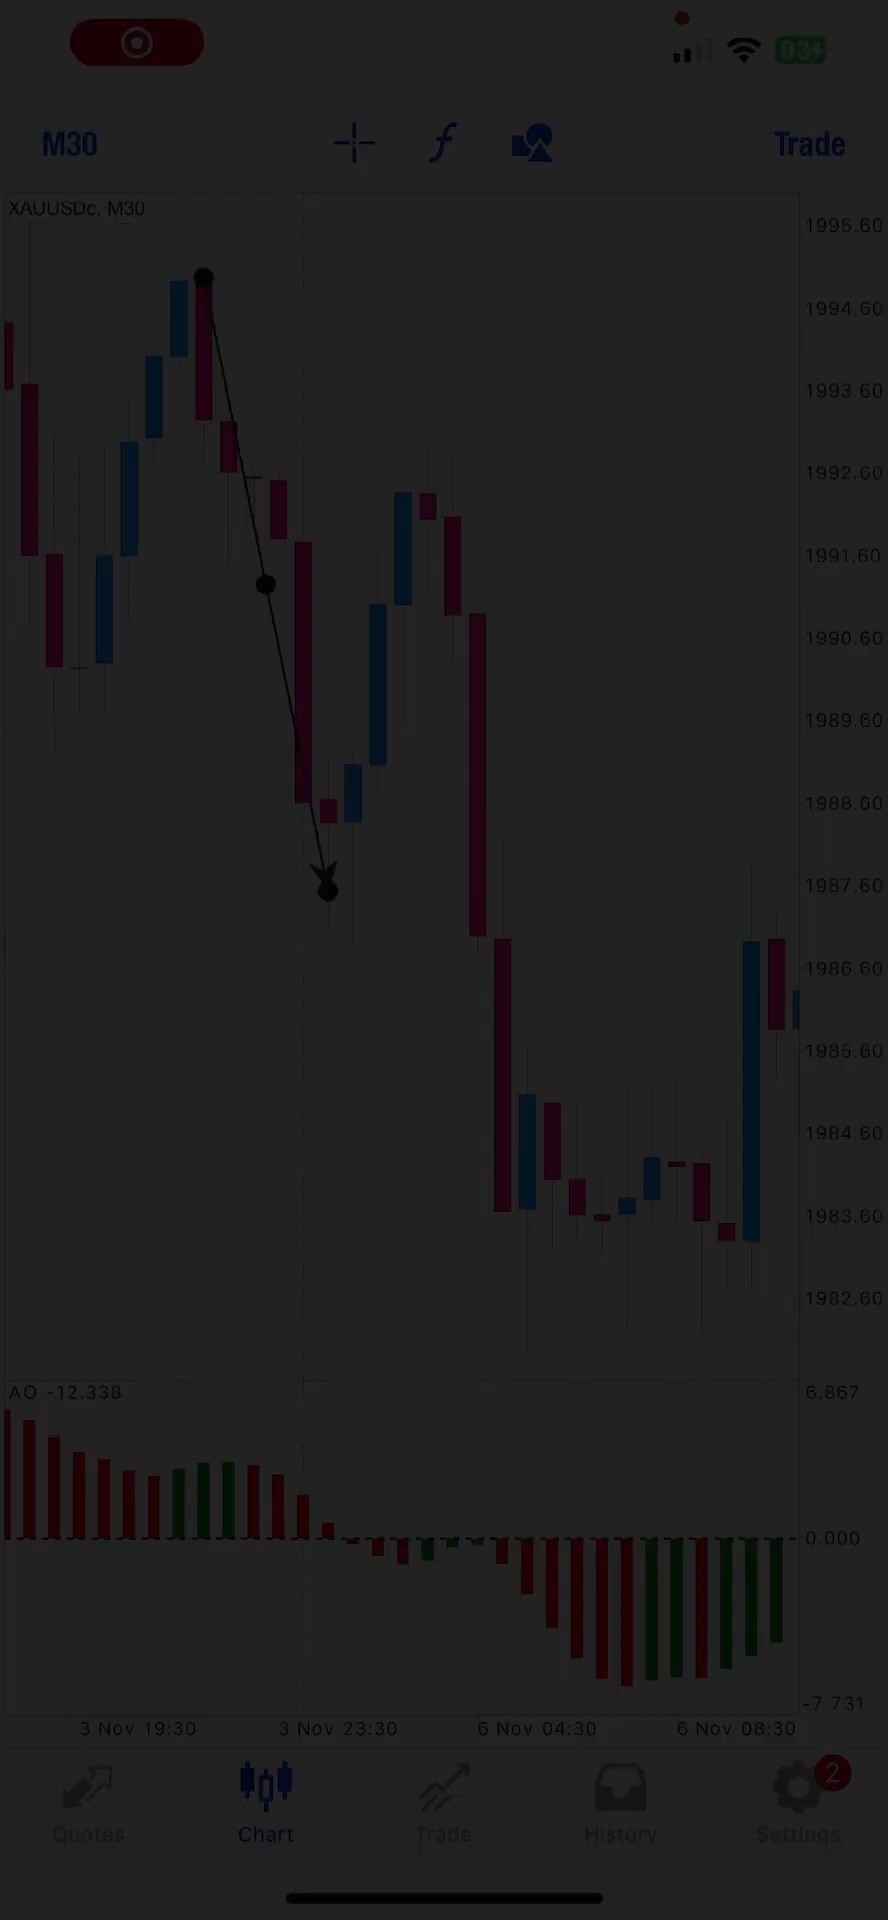 93
M30
f
Trade
XAUUSDc, M30
1995.60
1994.60
1993.60
1992.60
1991.60
1990.60
1989.60
1988.60
1987.60
1986.60
1985.60
1984.60
1983.60
1982.60
AO -12.338
6.867
0.000
-7.731
3 Nov 19:30
3 Nov 23:30
6 Nov 04:30
6 Nov 08:30
2
Quotes
Chart
Trade
History
Settings